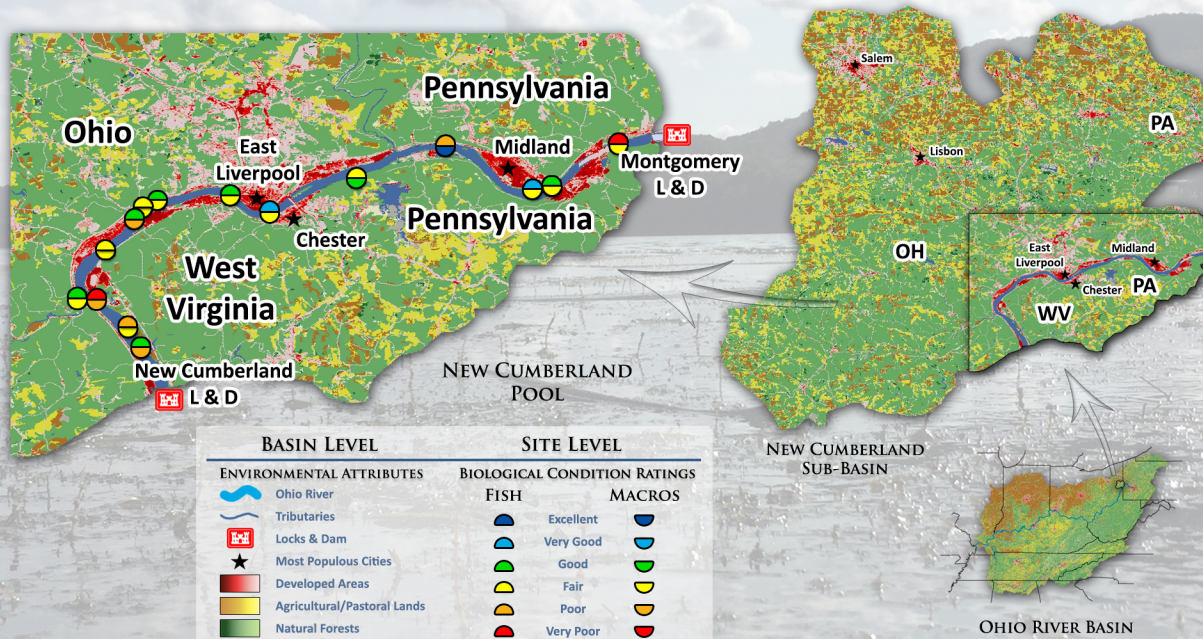 Pennsylvania
Ohio
East
Liverpool
Midland
Montgomery
L & D
Pennsylvania
Chester
West
Virginia
New Cumberland
L & D
NEW CUMBERLAND
POOL
Salem
Lisbon
PA
OH
East
Liverpool
Midland
Chester
PA
WV
NEW CUMBERLAND
SUB-BASIN
OHIO RIVER BASIN
BASIN LEVEL
ENVIRONMENTAL ATTRIBUTES
Ohio River
Tributaries
Locks & Dam
Most Populous Cities
Developed Areas
Agricultural/Pastoral Lands
Natural Forests
SITE LEVEL
BIOLOGICAL CONDITION RATINGS
FISH MACROS
Excellent
Very Good
Good
Fair
Poor
Very Poor